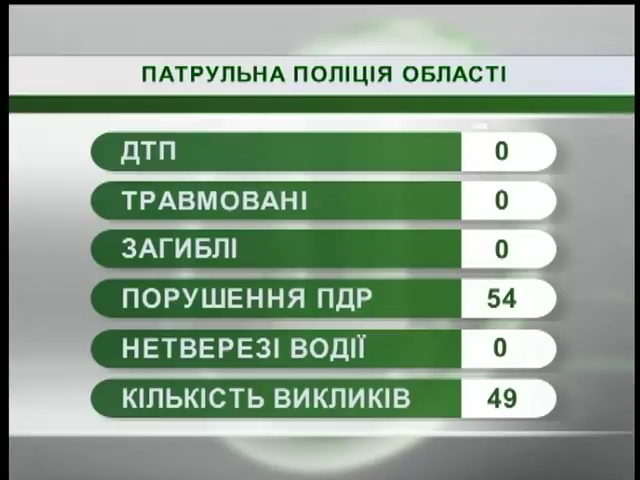 ПАТРУЛЬНА ПОЛІЦІЯ ОБЛАСТІ
ДТП 0
ТРАВМОВАНІ 0
ЗАГИБЛІ 0
ПОРУШЕННЯ ПДР 54
НЕТВЕРЕЗІ ВОДІЇ 0
КІЛЬКІСТЬ ВИКЛИКІВ 49